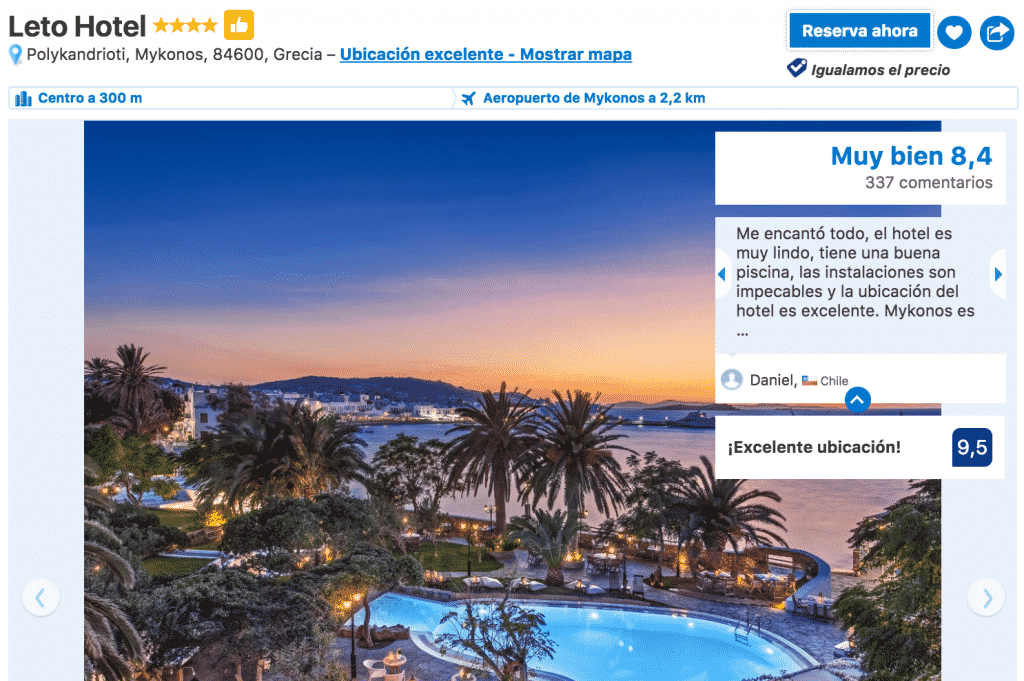 Leto Hotel
Reserva ahora
Polykandrioti, Mykonos, 84600, Grecia – Ubicación excelente - Mostrar mapa
Igualamos el precio
Centro a 300 m
Aeropuerto de Mykonos a 2,2 km
Muy bien 8,4
337 comentarios
Me encantó todo, el hotel es
muy lindo, tiene una buena
piscina, las instalaciones son
impecables y la ubicación del
hotel es excelente. Mykonos es
...
Daniel, Chile
¡Excelente ubicación! 9,5